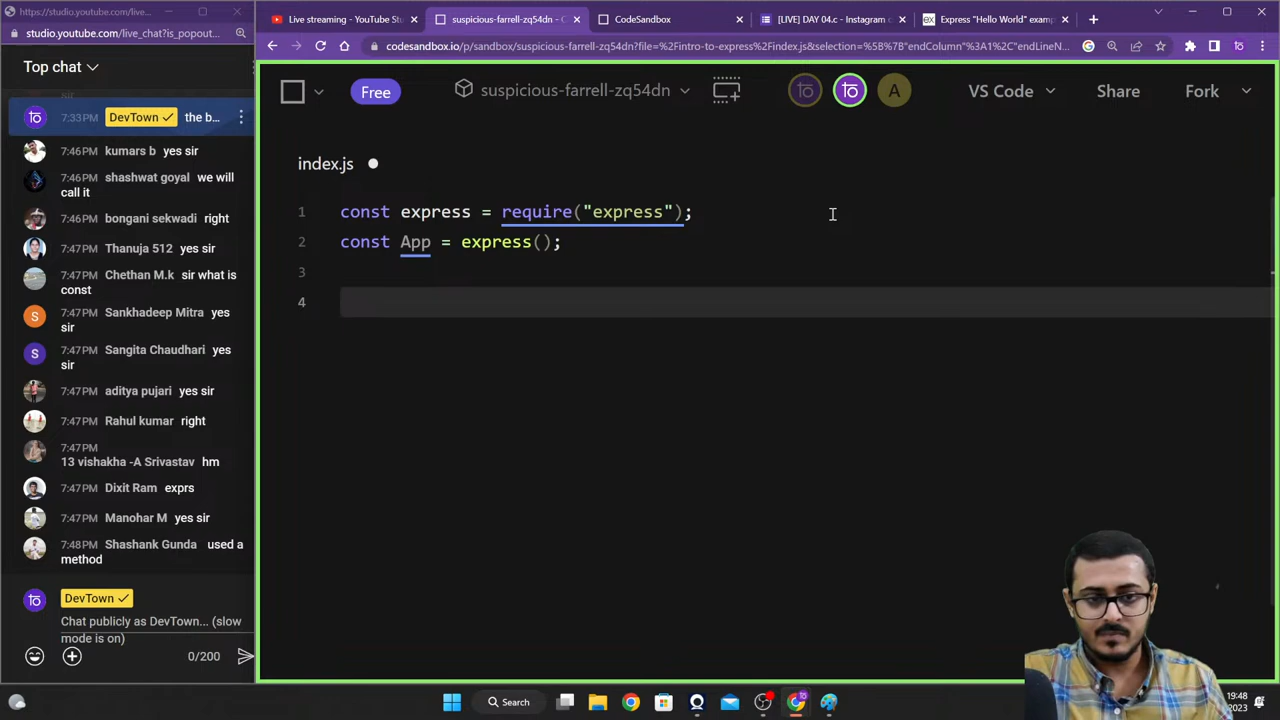 https://studio.youtube.com/live_chat?is_popout...
studio.youtube.com/live_chat?is_popout...
Top chat
7:33PM DevTown the b...
7:46PM kumars b yes sir
7:46PM shashwat goyal we will
call it
7:46PM bongani sekwadi right
7:47PM Thanuja 512 yes sir
7:47PM Chethan M.k sir what is
const
7:47PM Sankhadeep Mitra yes
sir
7:47PM Sangita Chaudhari yes
sir
7:47PM aditya pujari yes sir
7:47PM Rahul kumar right
7:47PM
13 vishakha -A Srivastav hm
7:47PM Dixit Ram exprs
7:47PM Manohar M yes sir
7:48PM Shashank Gunda used a
method
DevTown
Chat publicly as DevTown... (slow
mode is on)
0/200
Live streaming - YouTube St
suspicious-farrell-zq54dn - C
CodeSandbox
[LIVE] DAY 04.c - Instagram c
Express "Hello World" examp
codesandbox.io/p/sandbox/suspicious-farrell-zq54dn?file=%2Fintro-to-express%2Findex.js&selection=%5B%7B"endColumn"%3A1%2C"endLineN...
Free
suspicious-farrell-zq54dn
A
VS Code
Share
Fork
index.js
1 const express = require("express");
2 const App = express();
3
4
Search
19:48
2023